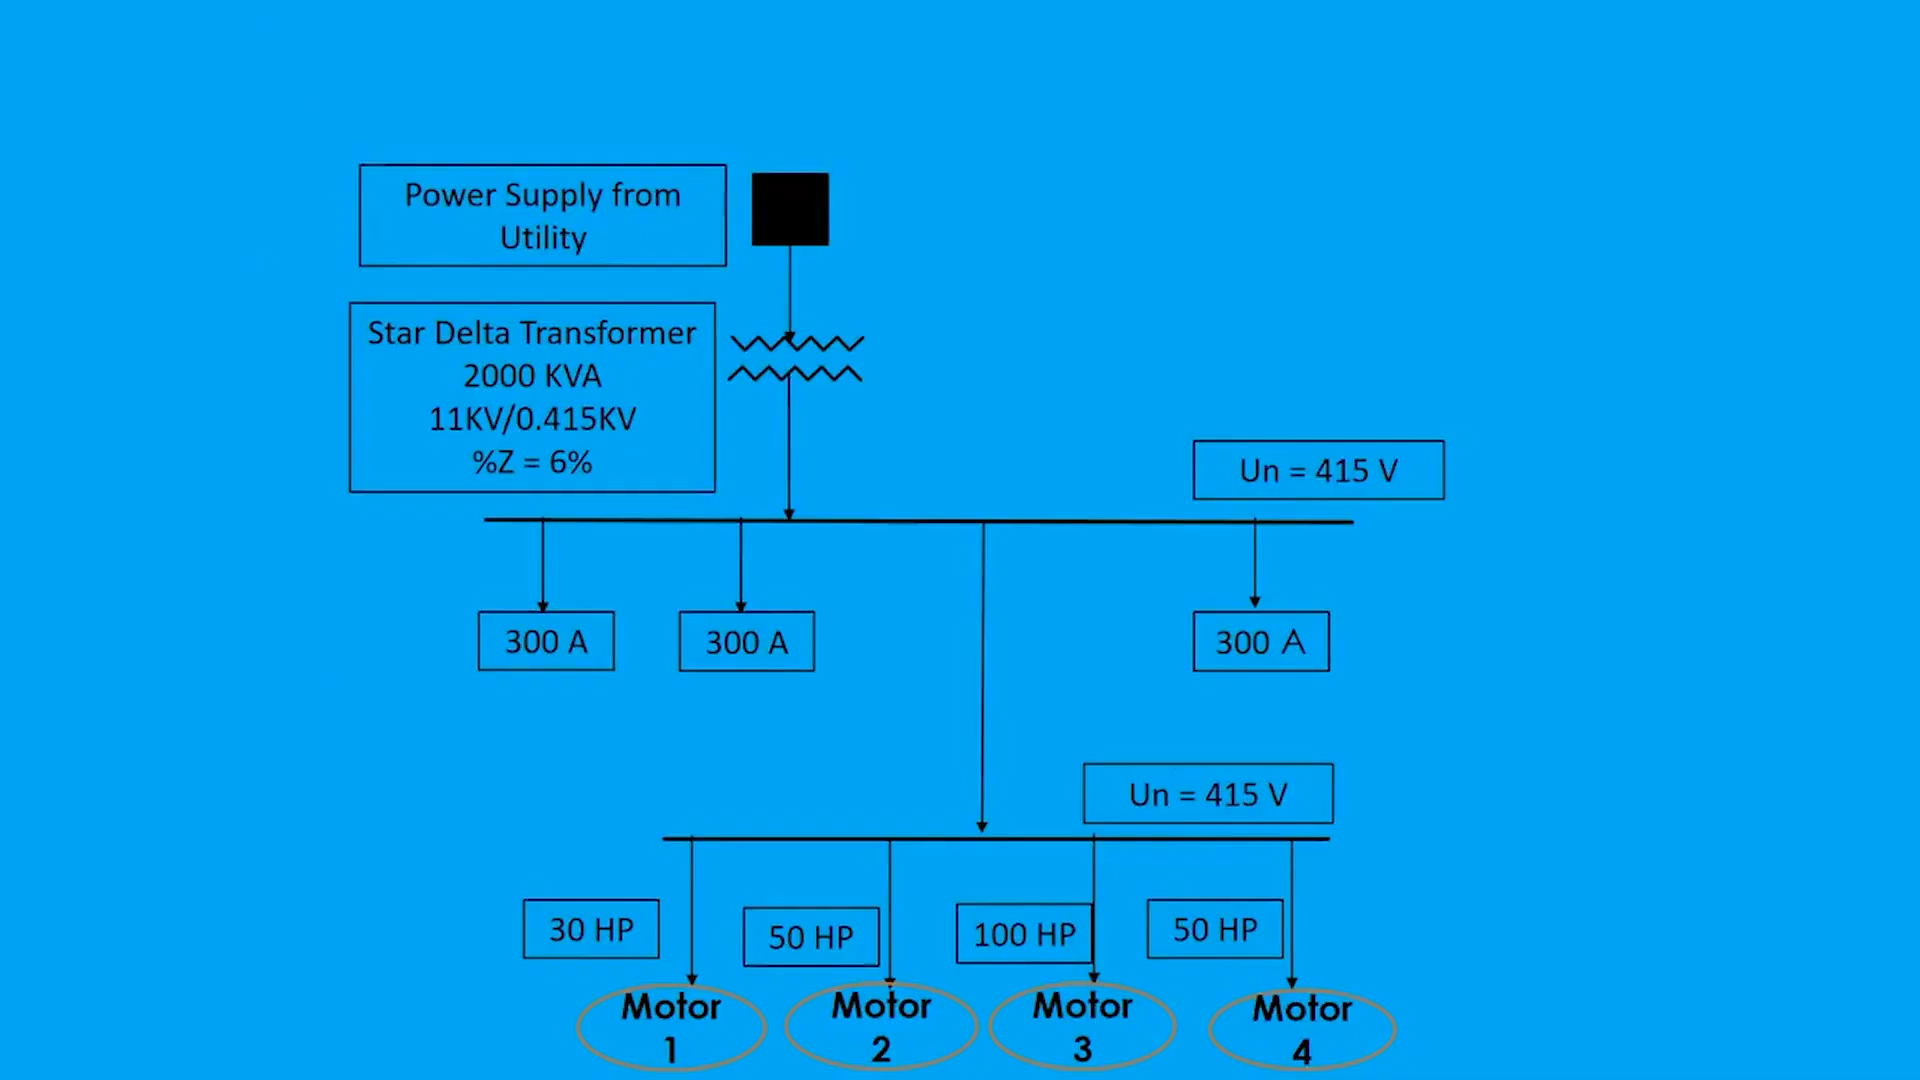 Power Supply from
Utility
Star Delta Transformer
2000 KVA
11KV/0.415KV
%Z = 6%
Un = 415 V
300 A
300 A
300 A
Un = 415 V
30 HP
50 HP
100 HP
50 HP
Motor
1
Motor
2
Motor
3
Motor
4